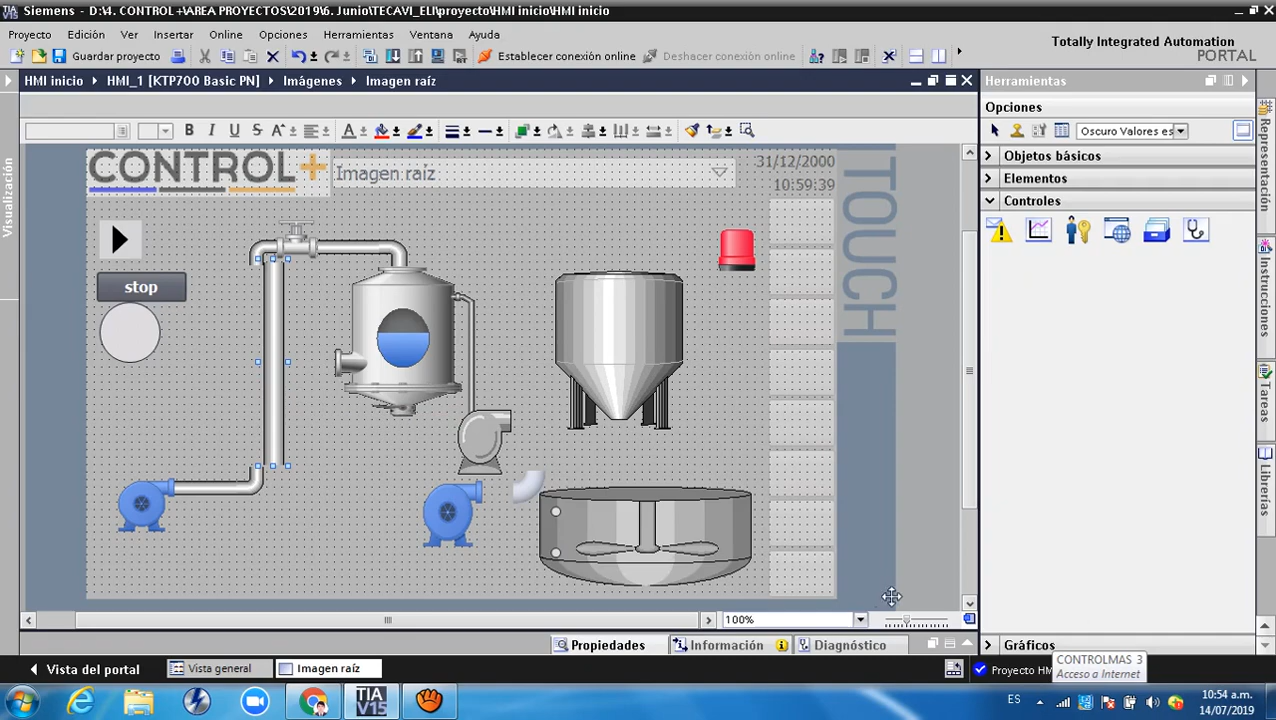 Siemens - D:\4. CONTROL +\AREA PROYECTOS\2019\6. Junio\TECAVI_ELI\proyecto\HMI inicio\HMI inicio
Proyecto Edición Ver Insertar Online Opciones Herramientas Ventana Ayuda
Totally Integrated Automation
PORTAL
Guardar proyecto Establecer conexión online Deshacer conexión online
HMI inicio HMI_1 [KTP700 Basic PN] Imágenes Imagen raíz
Herramientas
Opciones
Oscuro Valores es
Objetos básicos
Elementos
Controles
B I U S A A
CONTROL+
Imagen raíz
31/12/2000
10:59:39
TOUCH
stop
Visualización
Representación
Instrucciones
Tareas
Librerías
100%
Propiedades Información Diagnóstico
Gráficos
Vista del portal Vista general Imagen raíz
Proyecto HM
CONTROLMAS 3
Acceso a Internet
TIA
V15
ES
10:54 a.m.
14/07/2019